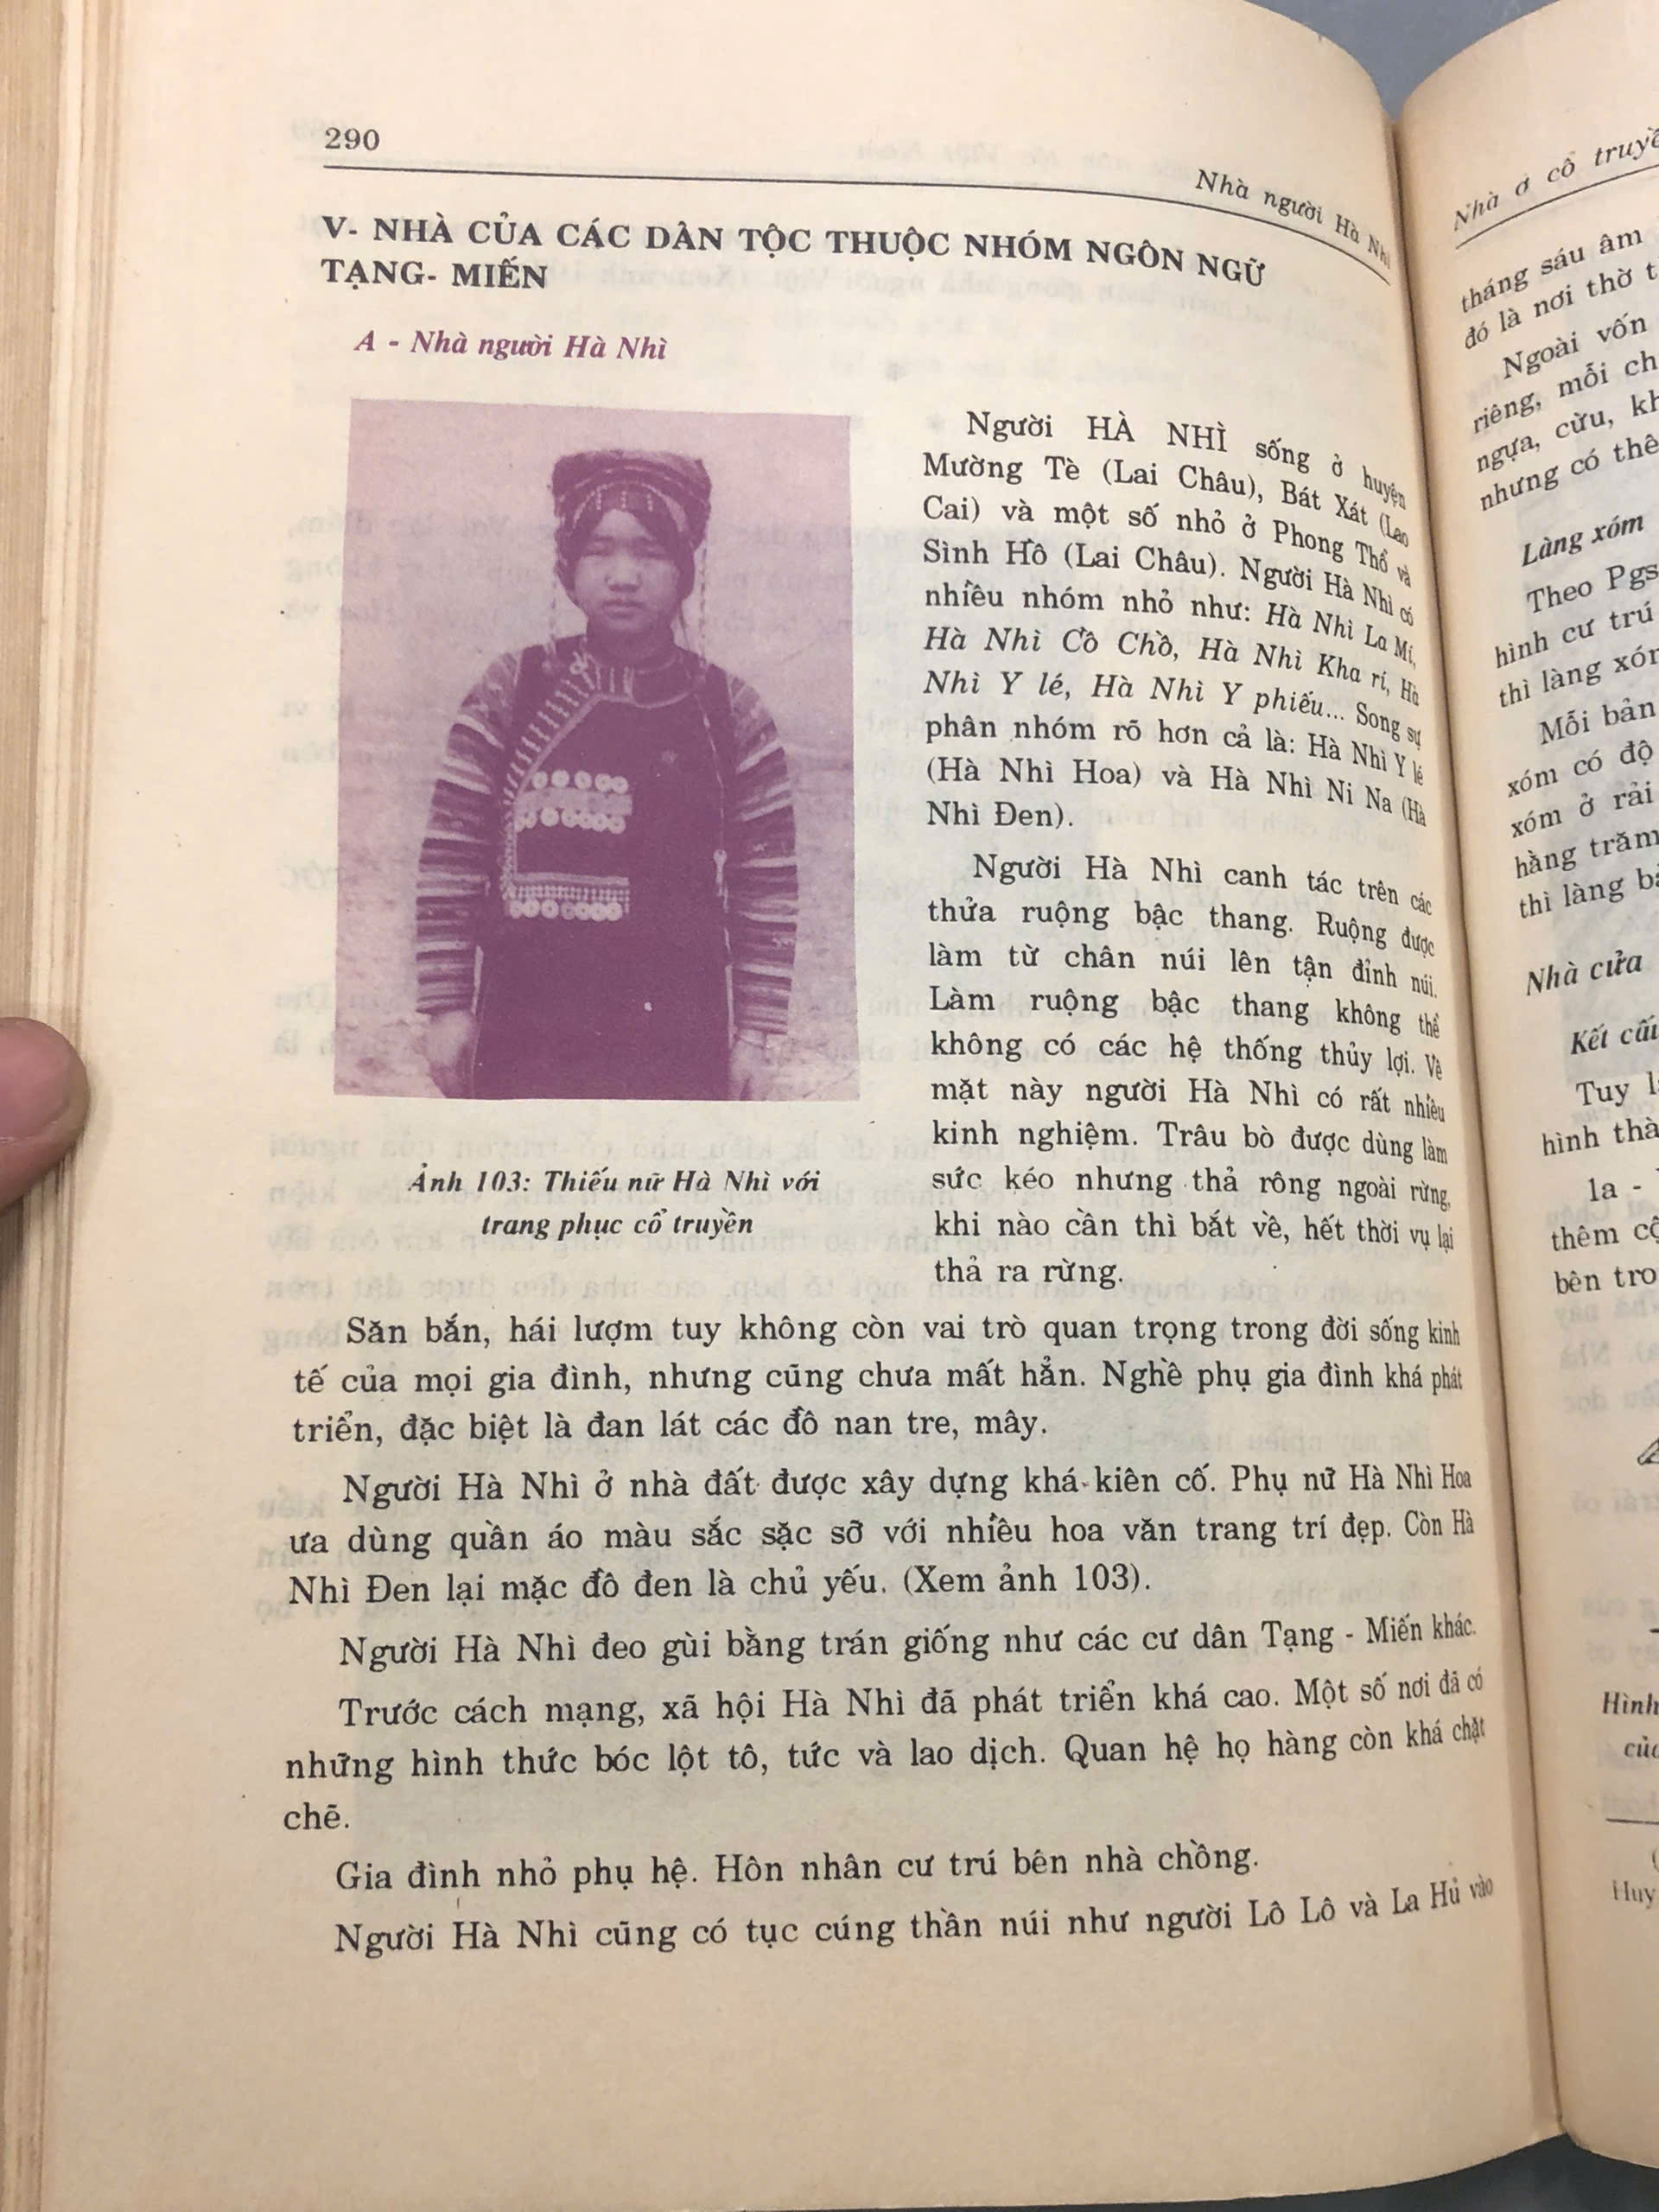 290
Nhà người Hà Nhì
V- NHÀ CỦA CÁC DÂN TỘC THUỘC NHÓM NGÔN NGỮ
TẠNG- MIẾN
A - Nhà người Hà Nhì
Người HÀ NHÌ sống ở huyện
Mường Tè (Lai Châu), Bát Xát (Lao
Cai) và một số nhỏ ở Phong Thổ và
Sình Hồ (Lai Châu). Người Hà Nhì có
nhiều nhóm nhỏ như: Hà Nhì La Mí,
Hà Nhì Cồ Chồ, Hà Nhì Kha rí, Hà
Nhì Y lé, Hà Nhì Y phiếu... Song sự
phân nhóm rõ hơn cả là: Hà Nhì Y lé
(Hà Nhì Hoa) và Hà Nhì Ni Na (Hà
Nhì Đen).
Người Hà Nhì canh tác trên các
thửa ruộng bậc thang. Ruộng được
làm từ chân núi lên tận đỉnh núi.
Làm ruộng bậc thang không thể
không có các hệ thống thủy lợi. Về
mặt này người Hà Nhì có rất nhiều
kinh nghiệm. Trâu bò được dùng làm
sức kéo nhưng thả rông ngoài rừng,
khi nào cần thì bắt về, hết thời vụ lại
thả ra rừng.
Ảnh 103: Thiếu nữ Hà Nhì với
trang phục cổ truyền
Săn bắn, hái lượm tuy không còn vai trò quan trọng trong đời sống kinh
tế của mọi gia đình, nhưng cũng chưa mất hẳn. Nghề phụ gia đình khá phát
triển, đặc biệt là đan lát các đồ nan tre, mây.
Người Hà Nhì ở nhà đất được xây dựng khá kiên cố. Phụ nữ Hà Nhì Hoa
ưa dùng quần áo màu sắc sặc sỡ với nhiều hoa văn trang trí đẹp. Còn Hà
Nhì Đen lại mặc đồ đen là chủ yếu. (Xem ảnh 103).
Người Hà Nhì đeo gùi bằng trán giống như các cư dân Tạng - Miến khác.
Trước cách mạng, xã hội Hà Nhì đã phát triển khá cao. Một số nơi đã có
những hình thức bóc lột tô, tức và lao dịch. Quan hệ họ hàng còn khá chặt
chẽ.
Gia đình nhỏ phụ hệ. Hôn nhân cư trú bên nhà chồng.
Người Hà Nhì cũng có tục cúng thần núi như người Lô Lô và La Hủ vào
Nhà ở cổ
tháng sáu âm
đó là nơi thờ
Ngoài vốn
riêng, mỗi
ngựa, cừu,
nhưng có
Làng xóm
Theo
hình cư trú
thì làng
Mỗi bản
xóm có độ
xóm ở rải
hằng trăm
thì làng
Nhà cửa
Kết
Tuy
hình
1a -
thêm
bên